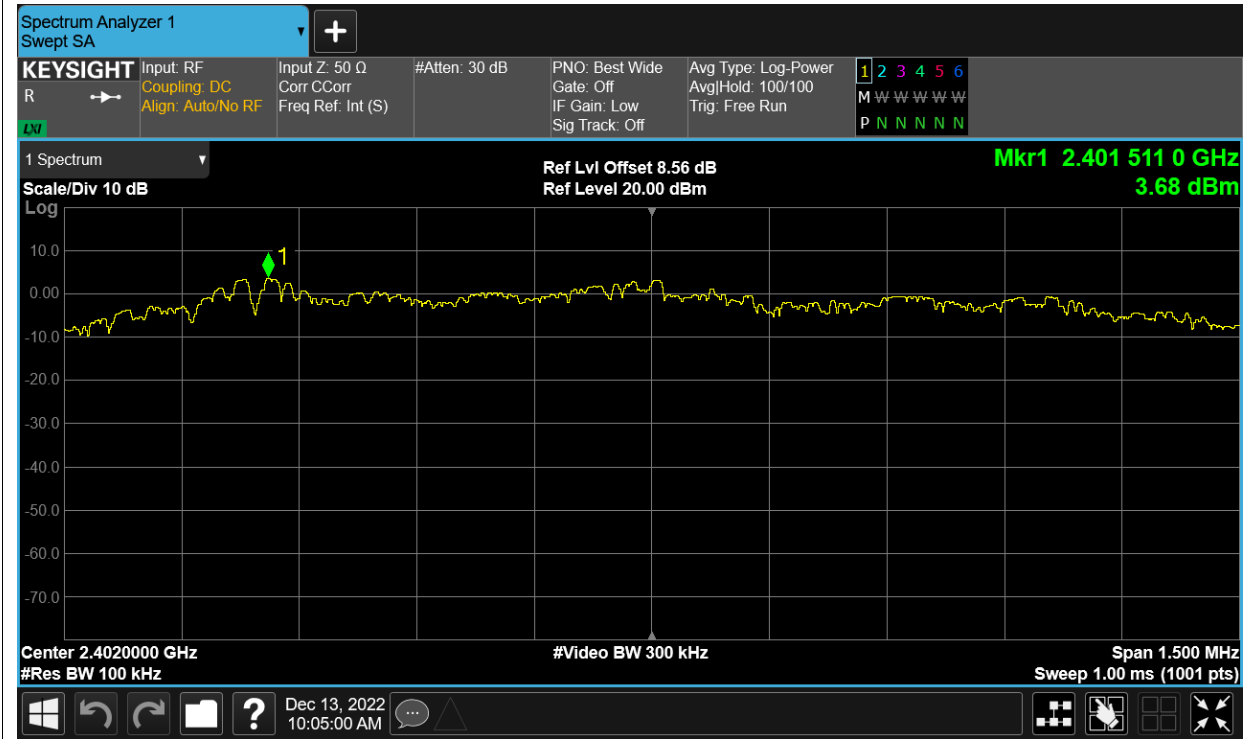 Spectrum Analyzer 1
Swept SA
KEYSIGHT
R
LXI
Input: RF
Coupling: DC
Align: Auto/No RF
Input Z: 50 Ω
Corr CCorr
Freq Ref: Int (S)
#Atten: 30 dB
PNO: Best Wide
Gate: Off
IF Gain: Low
Sig Track: Off
Avg Type: Log-Power
Avg|Hold: 100/100
Trig: Free Run
1 2 3 4 5 6
M W W W W W
P N N N N N
1 Spectrum
Scale/Div 10 dB
Ref Lvl Offset 8.56 dB
Ref Level 20.00 dBm
Mkr1 2.401 511 0 GHz
3.68 dBm
Log
10.0
0.00
-10.0
-20.0
-30.0
-40.0
-50.0
-60.0
-70.0
1
Center 2.4020000 GHz
#Res BW 100 kHz
#Video BW 300 kHz
Span 1.500 MHz
Sweep 1.00 ms (1001 pts)
?
Dec 13, 2022
10:05:00 AM